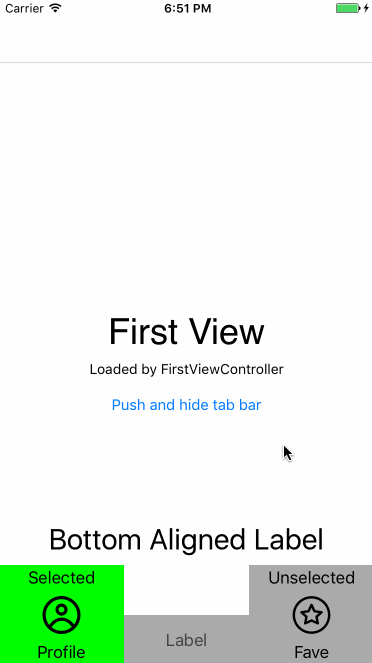 Carrier 6:51 PM
First View
Loaded by FirstViewController
Push and hide tab bar
Bottom Aligned Label
Selected
Profile
Label
Unselected
Fave